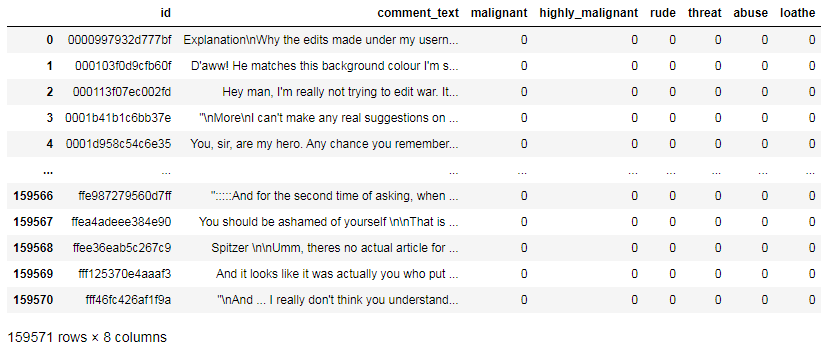 id comment_text malignant highly_malignant rude threat abuse loathe
0 0000997932d777bf Explanation\nWhy the edits made under my usern... 0 0 0 0 0 0
1 000103f0d9cfb60f D'aww! He matches this background colour I'm s... 0 0 0 0 0 0
2 000113f07ec002fd Hey man, I'm really not trying to edit war. It... 0 0 0 0 0 0
3 0001b41b1c6bb37e "\nMore\nI can't make any real suggestions on ... 0 0 0 0 0 0
4 0001d958c54c6e35 You, sir, are my hero. Any chance you remember... 0 0 0 0 0 0
... ... ... ... ... ... ... ... ...
159566 ffe987279560d7ff ":::::And for the second time of asking, when ... 0 0 0 0 0 0
159567 ffea4adeee384e90 You should be ashamed of yourself \n\nThat is ... 0 0 0 0 0 0
159568 ffee36eab5c267c9 Spitzer \n\nUmm, theres no actual article for ... 0 0 0 0 0 0
159569 fff125370e4aaaf3 And it looks like it was actually you who put ... 0 0 0 0 0 0
159570 fff46fc426af1f9a "\nAnd ... I really don't think you understand... 0 0 0 0 0 0
159571 rows × 8 columns